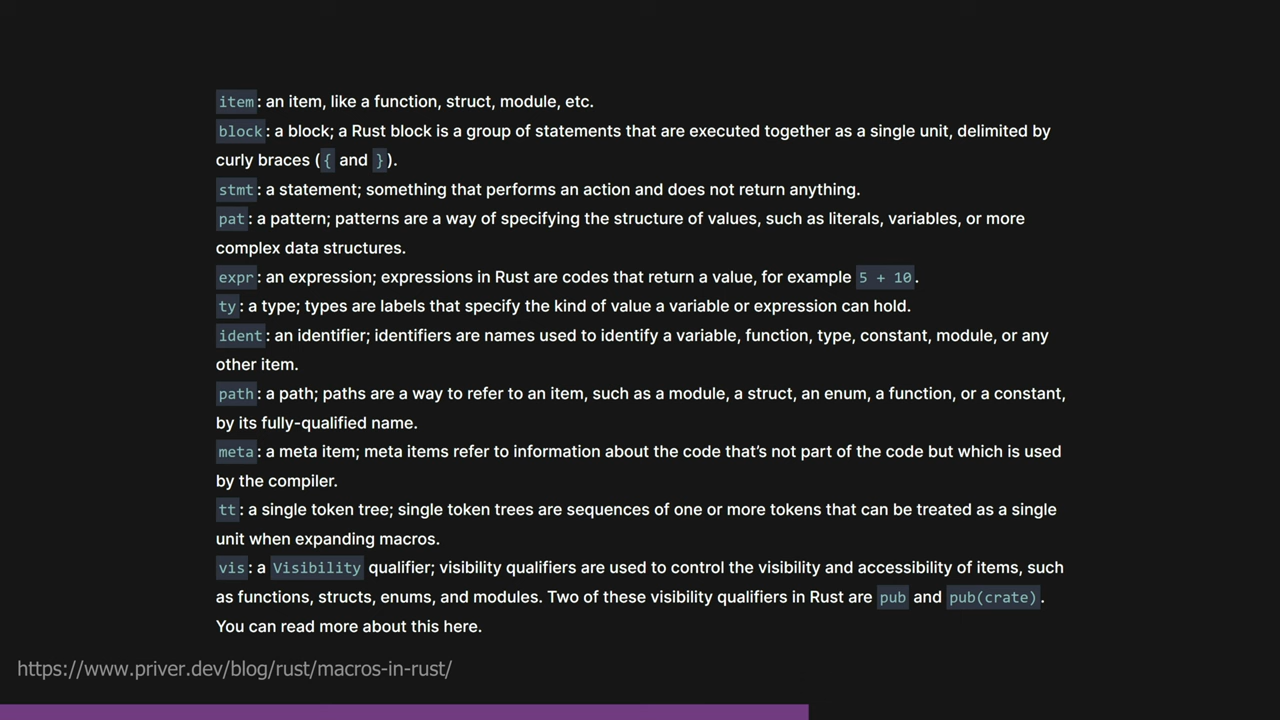 item: an item, like a function, struct, module, etc.
block: a block; a Rust block is a group of statements that are executed together as a single unit, delimited by
curly braces ({ and }).
stmt: a statement; something that performs an action and does not return anything.
pat: a pattern; patterns are a way of specifying the structure of values, such as literals, variables, or more
complex data structures.
expr: an expression; expressions in Rust are codes that return a value, for example 5 + 10.
ty: a type; types are labels that specify the kind of value a variable or expression can hold.
ident: an identifier; identifiers are names used to identify a variable, function, type, constant, module, or any
other item.
path: a path; paths are a way to refer to an item, such as a module, a struct, an enum, a function, or a constant,
by its fully-qualified name.
meta: a meta item; meta items refer to information about the code that’s not part of the code but which is used
by the compiler.
tt: a single token tree; single token trees are sequences of one or more tokens that can be treated as a single
unit when expanding macros.
vis: a Visibility qualifier; visibility qualifiers are used to control the visibility and accessibility of items, such
as functions, structs, enums, and modules. Two of these visibility qualifiers in Rust are pub and pub(crate).
You can read more about this here.
https://www.priver.dev/blog/rust/macros-in-rust/